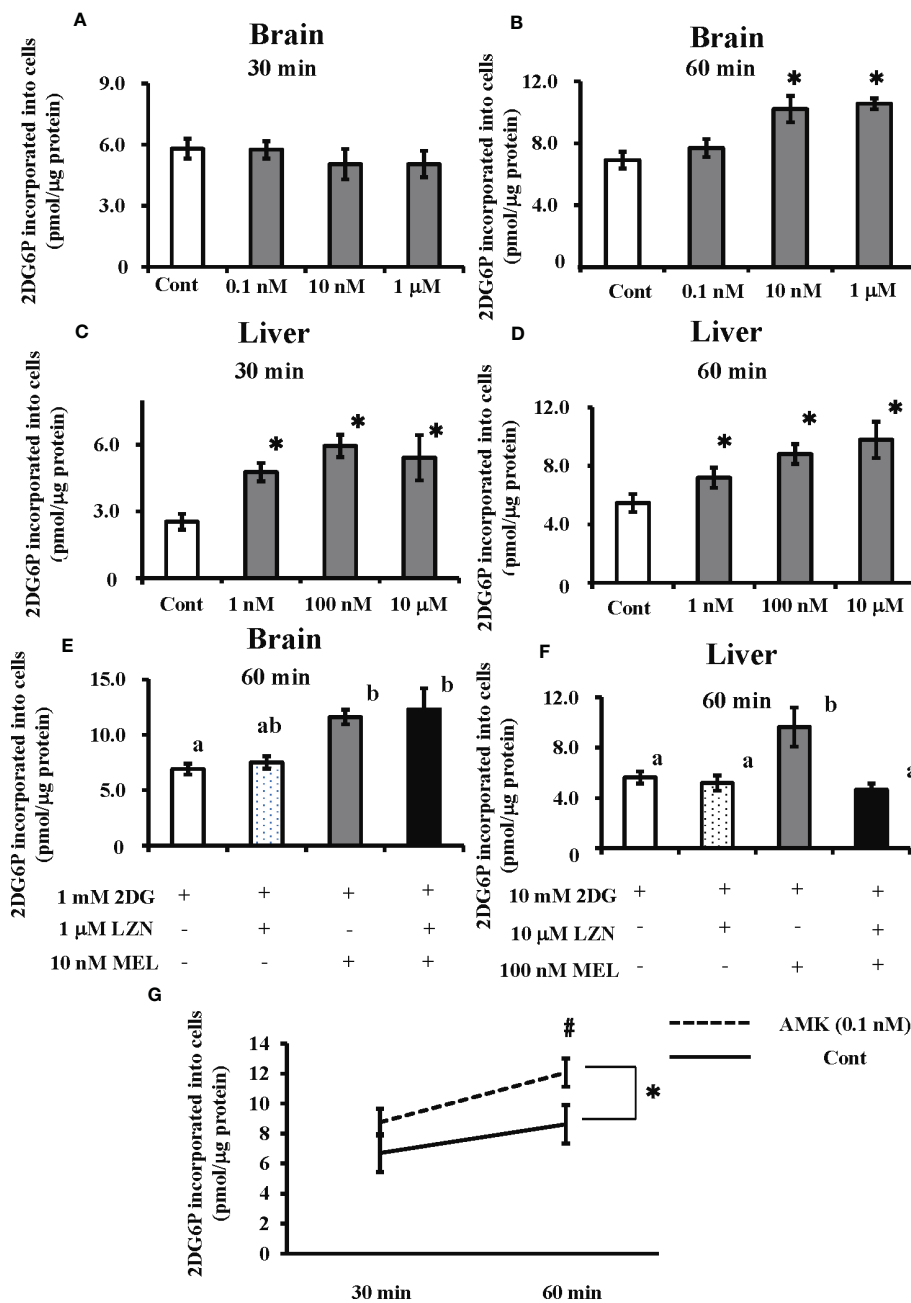 A
Brain
30 min
2DG6P incorporated into cells
(pmol/μg protein)
9.0
6.0
3.0
0
Cont 0.1 nM 10 nM 1 μM
B
Brain
60 min
2DG6P incorporated into cells
(pmol/μg protein)
12.0
8.0
4.0
0
* *
Cont 0.1 nM 10 nM 1 μM
C
Liver
30 min
2DG6P incorporated into cells
(pmol/μg protein)
6.0
3.0
0
* * *
Cont 1 nM 100 nM 10 μM
D
Liver
60 min
2DG6P incorporated into cells
(pmol/μg protein)
12.0
8.0
4.0
0
* * *
Cont 1 nM 100 nM 10 μM
E
Brain
60 min
2DG6P incorporated into cells
(pmol/μg protein)
15.0
10.0
5.0
0
a ab b b
1 mM 2DG + + + +
1 μM LZN - + - +
10 nM MEL - - + +
F
Liver
60 min
2DG6P incorporated into cells
(pmol/μg protein)
12.0
8.0
4.0
0
a a b a
10 mM 2DG + + + +
10 μM LZN - + - +
100 nM MEL - - + +
G
2DG6P incorporated into cells
(pmol/μg protein)
14
12
10
8
6
4
2
0
#
*
30 min 60 min
AMK (0.1 nM)
Cont